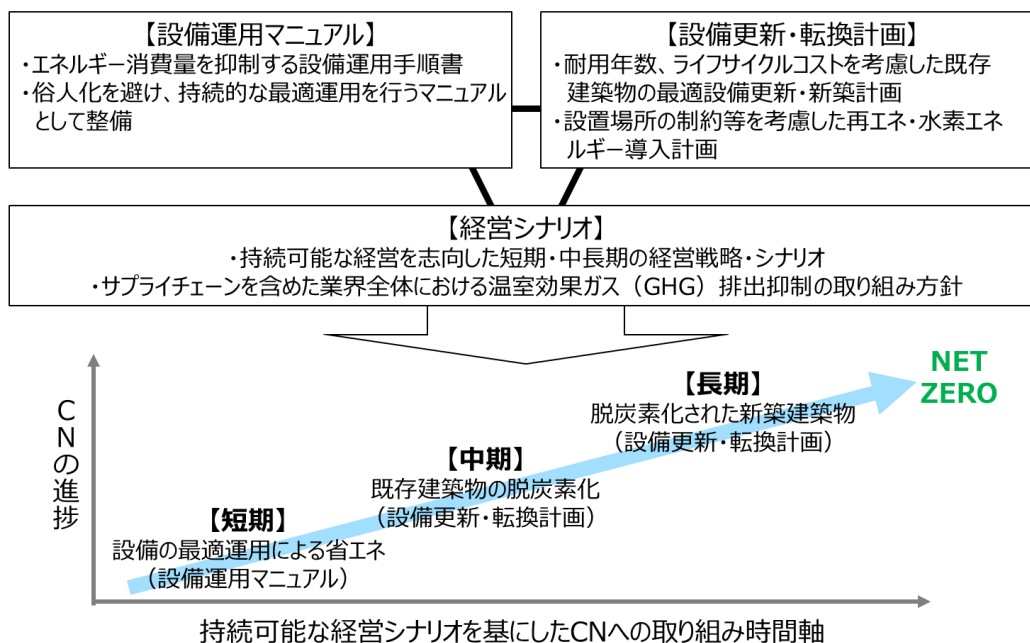 【設備運用マニュアル】
・エネルギー消費量を抑制する設備運用手順書
・俗人化を避け、持続的な最適運用を行うマニュアル
として整備
【設備更新・転換計画】
・耐用年数、ライフサイクルコストを考慮した既存
建築物の最適設備更新・新築計画
・設置場所の制約等を考慮した再エネ・水素エネ
ルギー導入計画
【経営シナリオ】
・持続可能な経営を志向した短期・中長期の経営戦略・シナリオ
・サプライチェーンを含めた業界全体における温室効果ガス（GHG）排出抑制の取り組み方針
CNの進捗
NET
ZERO
【長期】
脱炭素化された新築建築物
（設備更新・転換計画）
【中期】
既存建築物の脱炭素化
（設備更新・転換計画）
【短期】
設備の最適運用による省エネ
（設備運用マニュアル）
持続可能な経営シナリオを基にしたCNへの取り組み時間軸